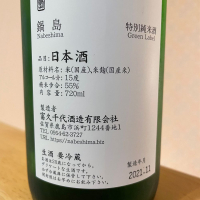 鍋島
Nabeshima
特別純米酒
Green Label
品目:日本酒
原材料名:米(国産)、米麹(国産米)
アルコール分:15度
精米歩合:55%
内容量:720ml
製造者:
富久千代酒造有限会社
佐賀県鹿島市浜町1244番地1
TEL 0954-62-3727
URL https://nabeshima.biz
生酒 要冷蔵
製造年月
2021.11